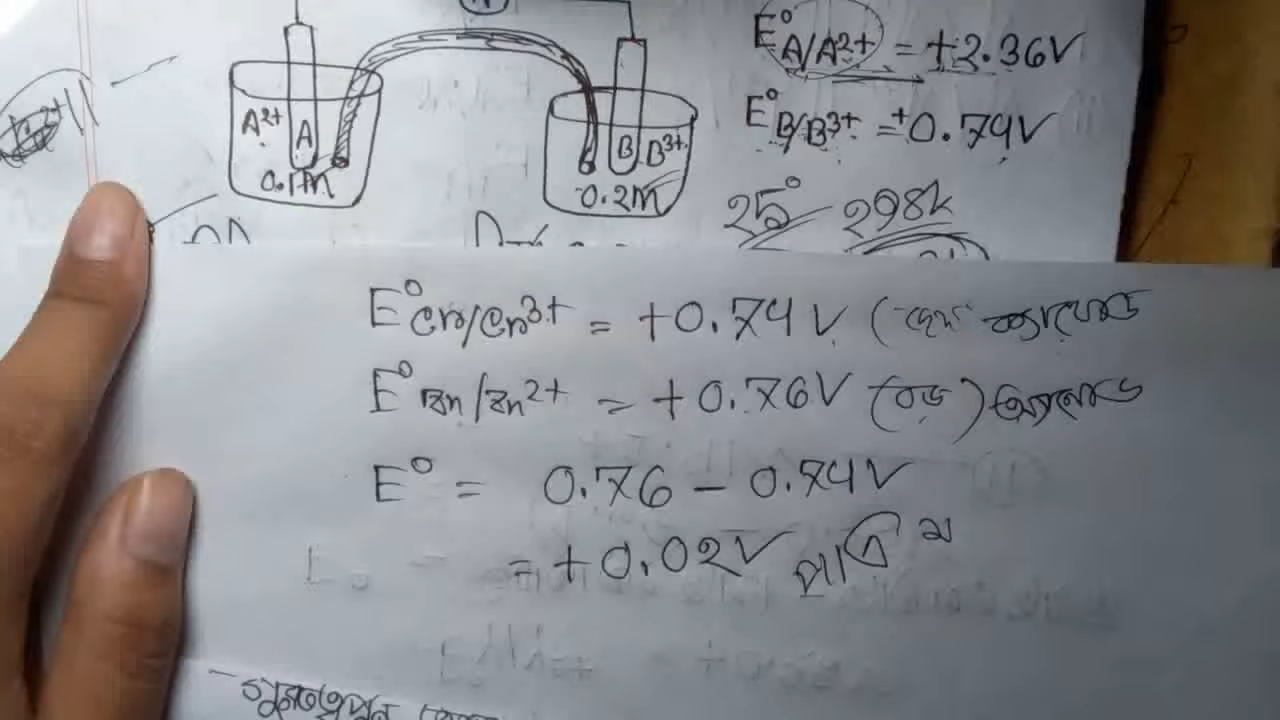 E°A/A²⁺ = +2.36V
E°B/B³⁺ = +0.74V
A²⁺ A
0.1M
B B³⁺
0.2M
25° 298k
E°Cr/Cr³⁺ = +0.74V (ক্যাথোড
E°Zn/Zn²⁺ = +0.76V (বড়) অ্যানোড
E° = 0.76 - 0.74V
= +0.02V